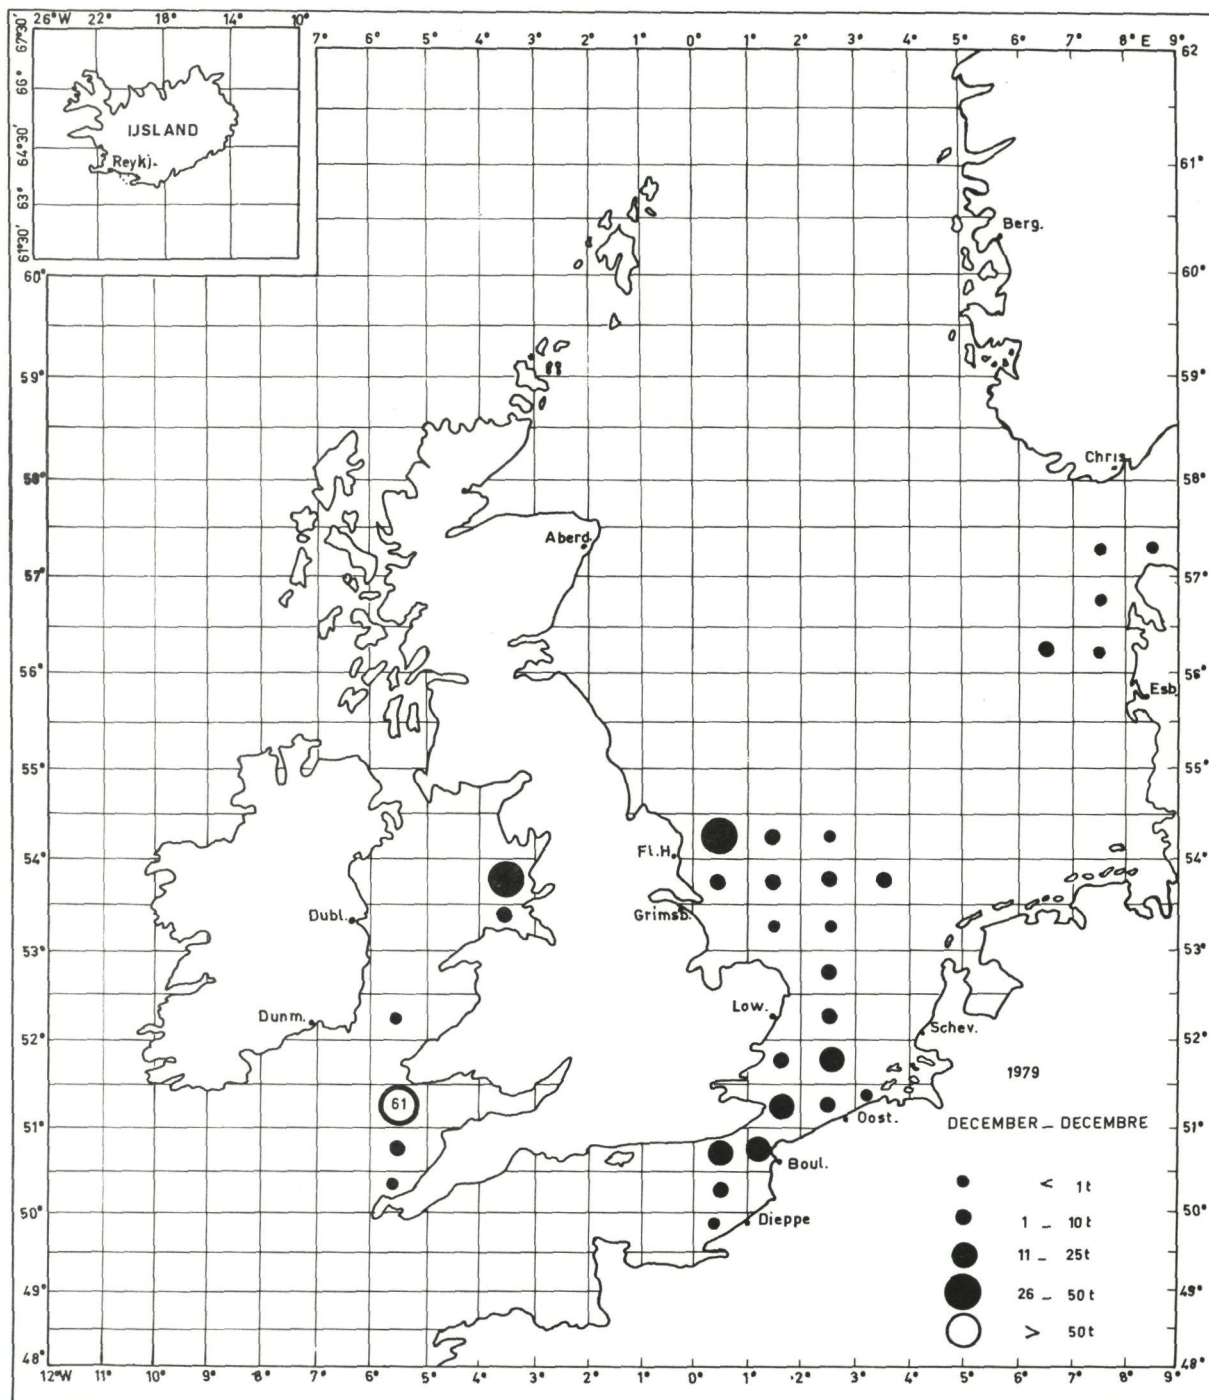 26°W 22° 18° 14° 10°
67°30'
66°
64°30'
63°
61°30'
IJSLAND
Reykj.
7° 6° 5° 4° 3° 2° 1° 0° 1° 2° 3° 4° 5° 6° 7° 8° E 9°
62
61°
Berg.
60° 60°
59° 59°
Chris
58° 58°
Aberd.
57° 57°
56° 56°
Esb
55° 55°
Fl.H.
54° 54°
Dubl.
Grimsb.
53° 53°
Low.
Dunm.
Schev.
52° 52°
1979
61
Oost.
51° 51°
DECEMBER _ DECEMBRE
Boul.
< 1t
Dieppe
50° 50°
1 _ 10t
11 _ 25t
49° 49°
26 _ 50t
> 50t
48° 48°
12°W 11° 10° 9° 8° 7° 6° 5° 4° 3° 2° 1° 0° 1° 2° 3° 4° 5° 6° 7° 8° 9°